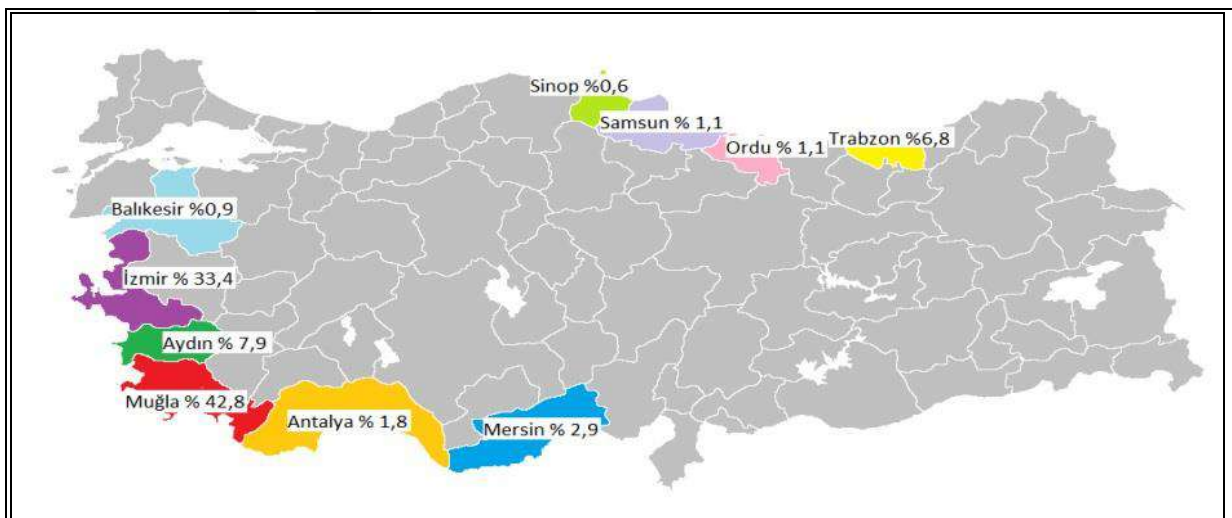 Sinop %0,6
Samsun % 1,1
Ordu % 1,1
Trabzon %6,8
Balıkesir %0,9
İzmir % 33,4
Aydın % 7,9
Muğla % 42,8
Antalya % 1,8
Mersin % 2,9